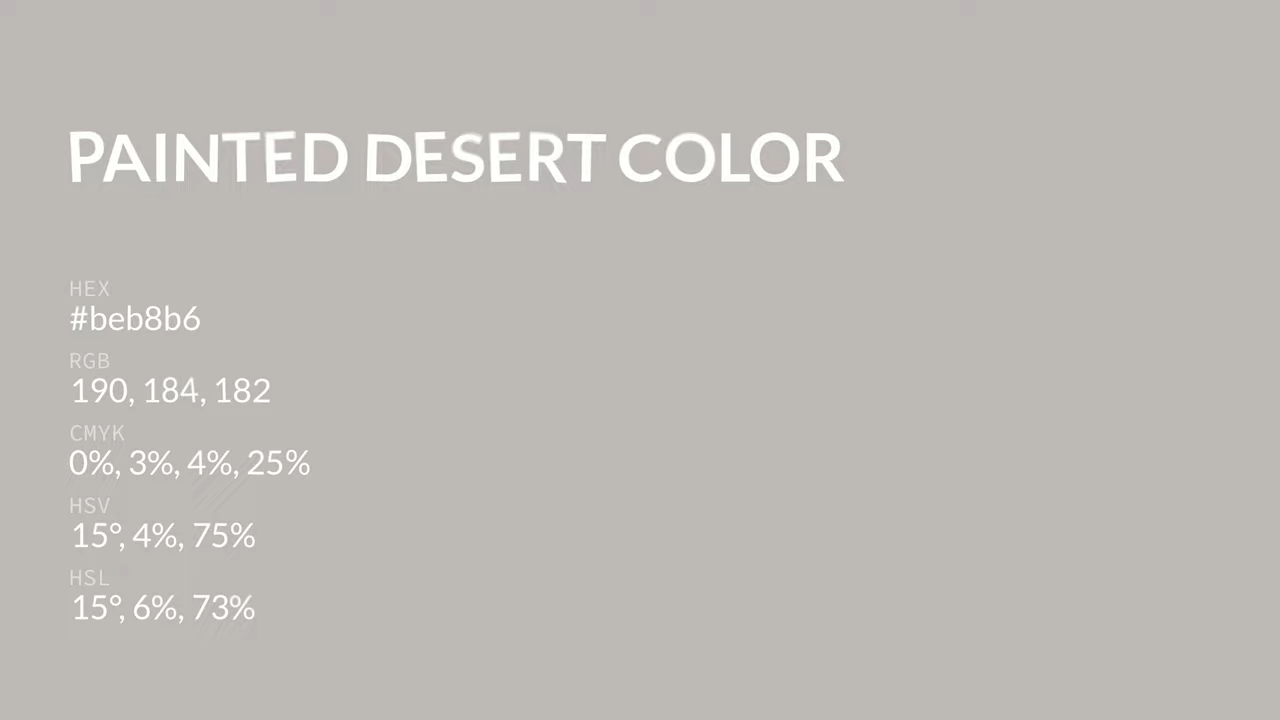 PAINTED DESERT COLOR
HEX
#beb8b6
RGB
190, 184, 182
CMYK
0%, 3%, 4%, 25%
HSV
15°, 4%, 75%
HSL
15°, 6%, 73%